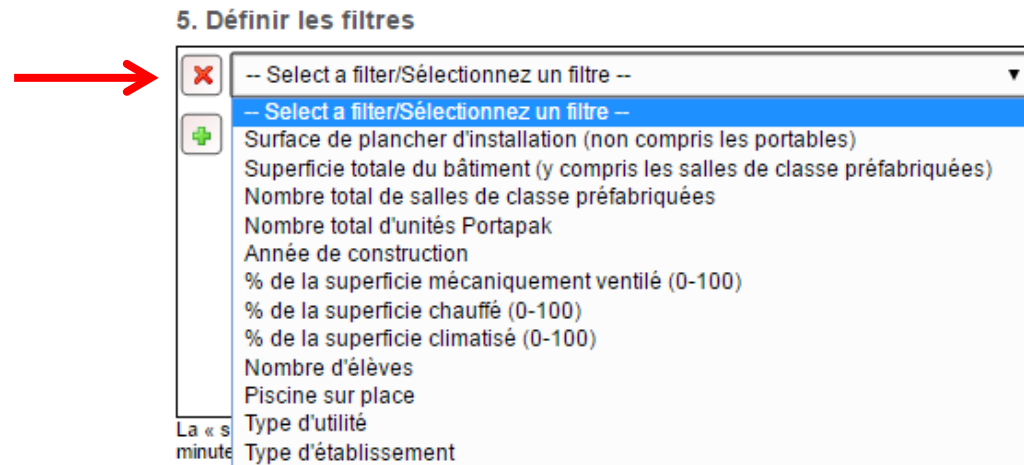 5. Définir les filtres
-- Select a filter/Sélectionnez un filtre --
-- Select a filter/Sélectionnez un filtre --
Surface de plancher d'installation (non compris les portables)
Superficie totale du bâtiment (y compris les salles de classe préfabriquées)
Nombre total de salles de classe préfabriquées
Nombre total d'unités Portapak
Année de construction
% de la superficie mécaniquement ventilé (0-100)
% de la superficie chauffé (0-100)
% de la superficie climatisé (0-100)
Nombre d'élèves
Piscine sur place
La « s
Type d'utilité
minute
Type d'établissement